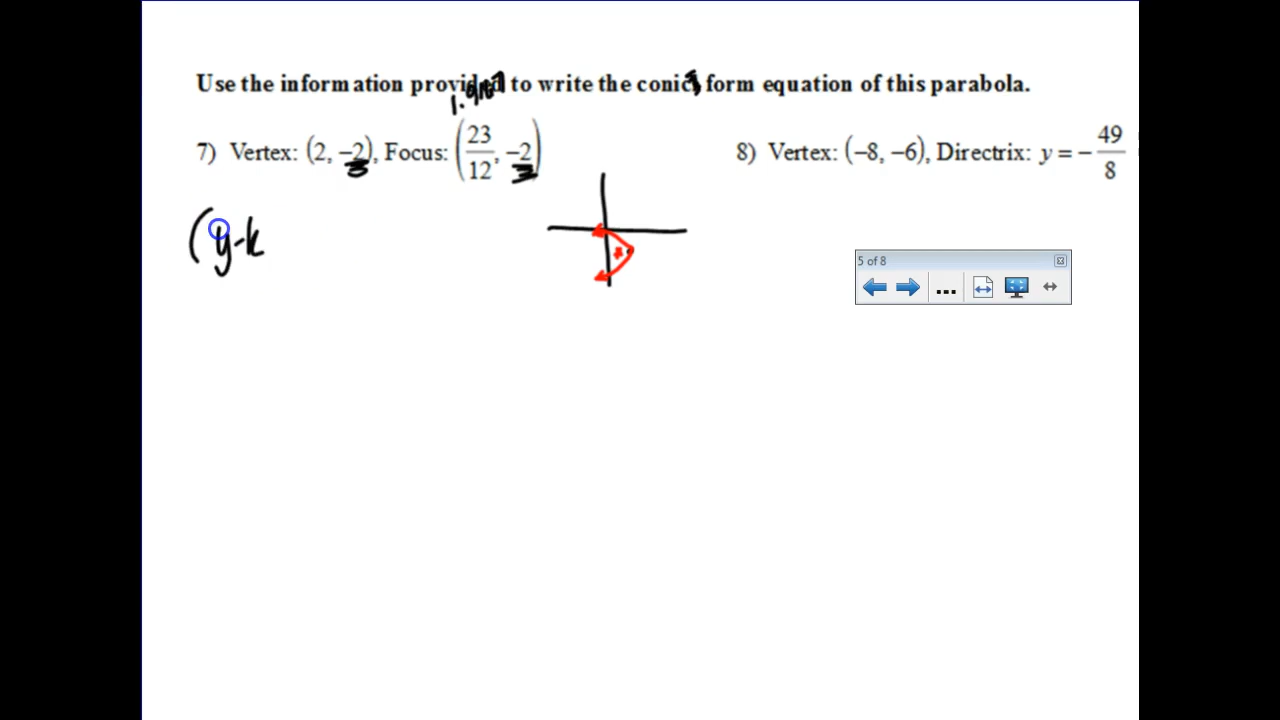 Use the information provided to write the conics form equation of this parabola.
7) Vertex: (2, −2), Focus: (23/12, −2)
8) Vertex: (−8, −6), Directrix: y = −49/8
(y-k
5 of 8
...